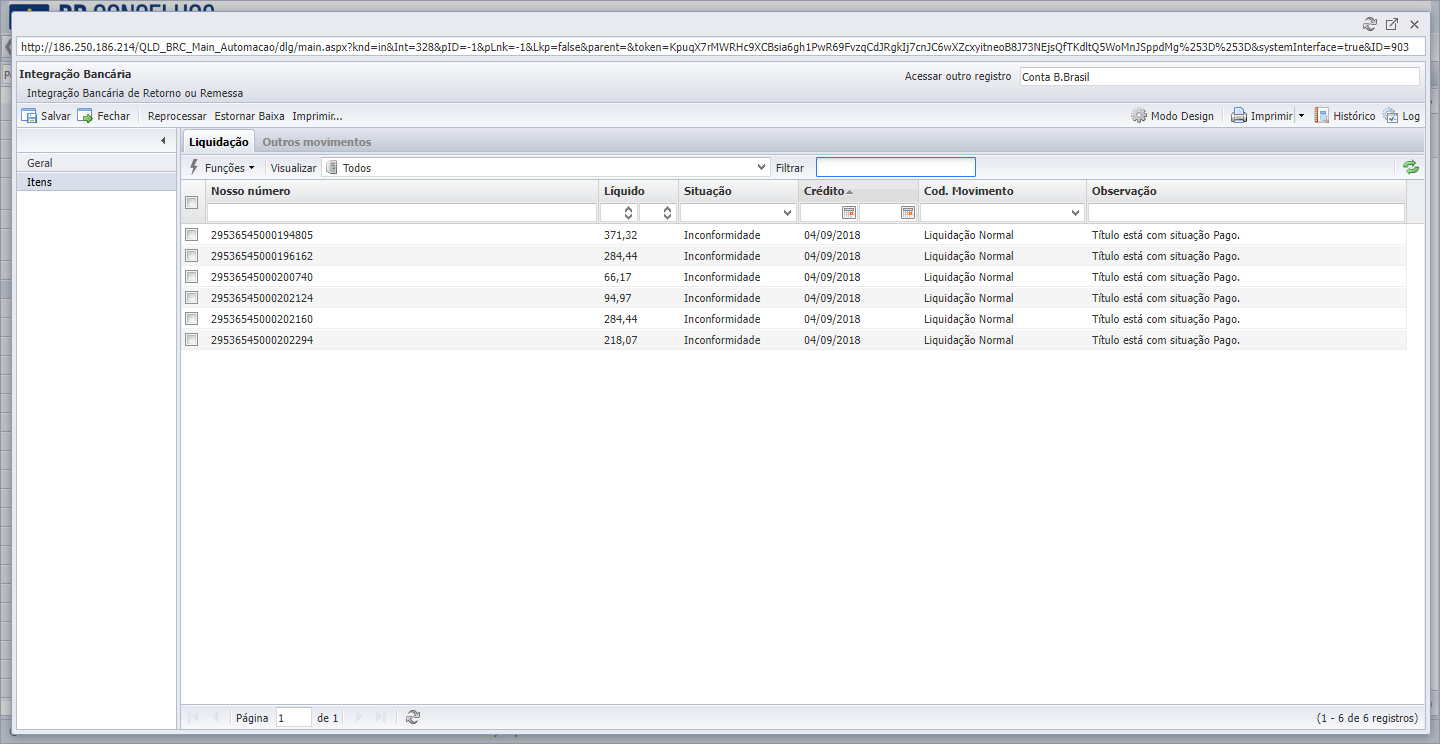 http://186.250.186.214/QLD_BRC_Main_Automacao/dlg/main.aspx?knd=in&Int=328&pID=-1&pLnk=-1&Lkp=false&parent=&token=KpuqX7rMWRHc9XCBsia6gh1PwR69FvzqCdJRgkIj7cnJC6wXZcxyitneoB8J73NEjsQfTKdltQ5WoMnJSppdMg%253D%253D&systemInterface=true&ID=903
Integração Bancária
Acessar outro registro Conta B.Brasil
Integração Bancária de Retorno ou Remessa
Salvar Fechar Reprocessar Estornar Baixa Imprimir... Modo Design Imprimir Histórico Log
Geral
Itens
Liquidação Outros movimentos
Funções Visualizar Todos Filtrar
Nosso número Líquido Situação Crédito Cod. Movimento Observação
29536545000194805 371,32 Inconformidade 04/09/2018 Liquidação Normal Título está com situação Pago.
29536545000196162 284,44 Inconformidade 04/09/2018 Liquidação Normal Título está com situação Pago.
29536545000200740 66,17 Inconformidade 04/09/2018 Liquidação Normal Título está com situação Pago.
29536545000202124 94,97 Inconformidade 04/09/2018 Liquidação Normal Título está com situação Pago.
29536545000202160 284,44 Inconformidade 04/09/2018 Liquidação Normal Título está com situação Pago.
29536545000202294 218,07 Inconformidade 04/09/2018 Liquidação Normal Título está com situação Pago.
Página 1 de 1 (1 - 6 de 6 registros)